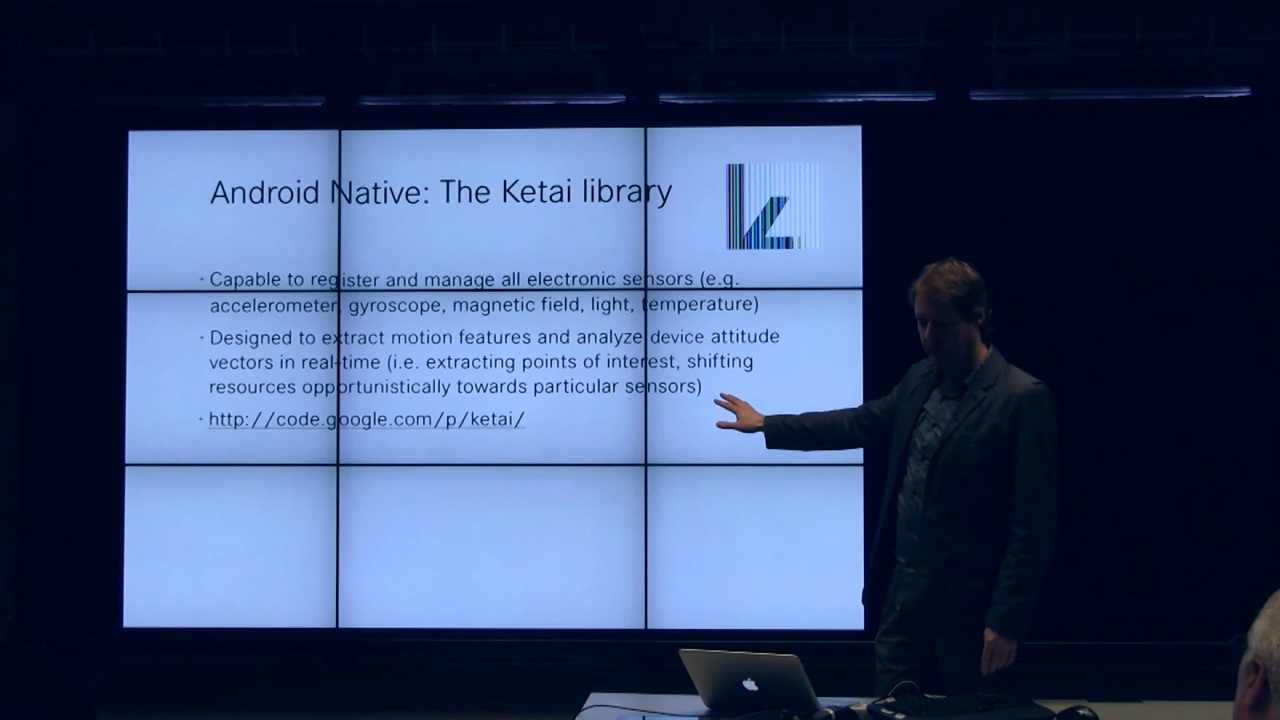 Android Native: The Ketai library
· Capable to register and manage all electronic sensors (e.g.
accelerometer, gyroscope, magnetic field, light, temperature)
· Designed to extract motion features and analyze device attitude
vectors in real-time (i.e. extracting points of interest, shifting
resources opportunistically towards particular sensors)
· http://code.google.com/p/ketai/